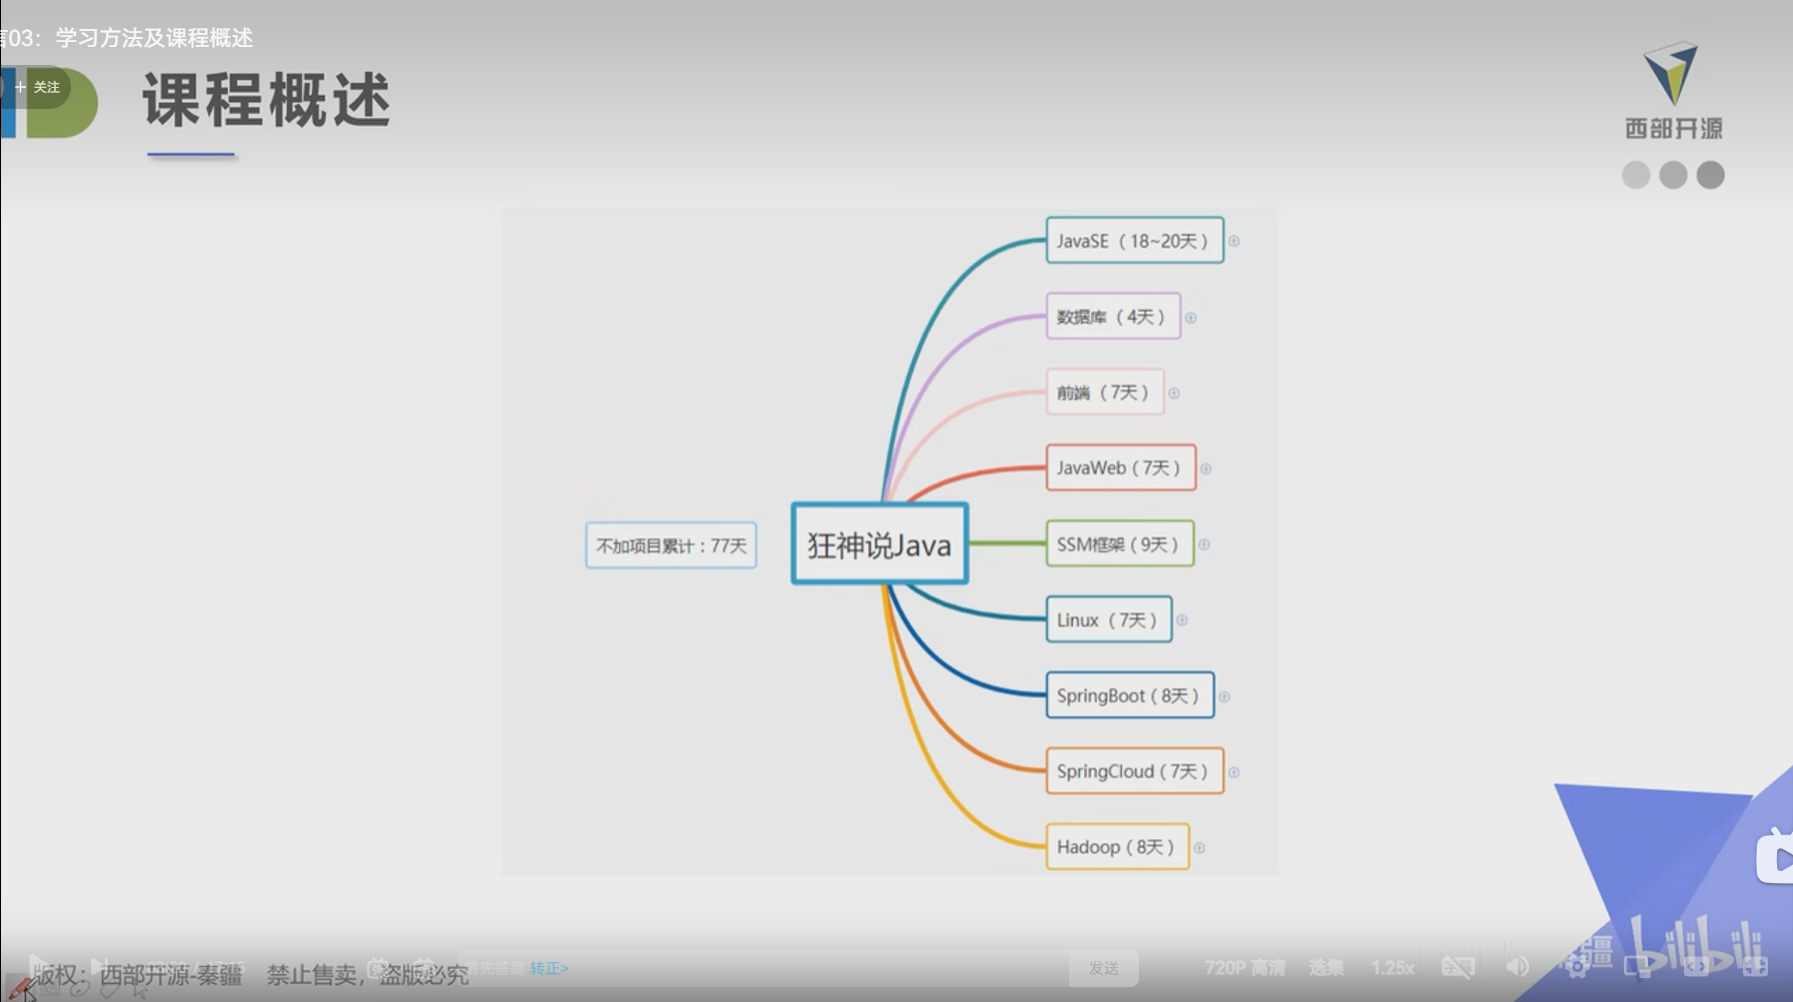 言03：学习方法及课程概述
+ 关注
课程概述
西部开源
JavaSE（18~20天）
数据库（4天）
前端（7天）
JavaWeb（7天）
不加项目累计：77天
狂神说Java
SSM框架（9天）
Linux（7天）
SpringBoot（8天）
SpringCloud（7天）
Hadoop（8天）
bilibili
版权：西部开源-秦疆 禁止售卖，盗版必究
转正>
发送
720P 高清
选集
1.25x